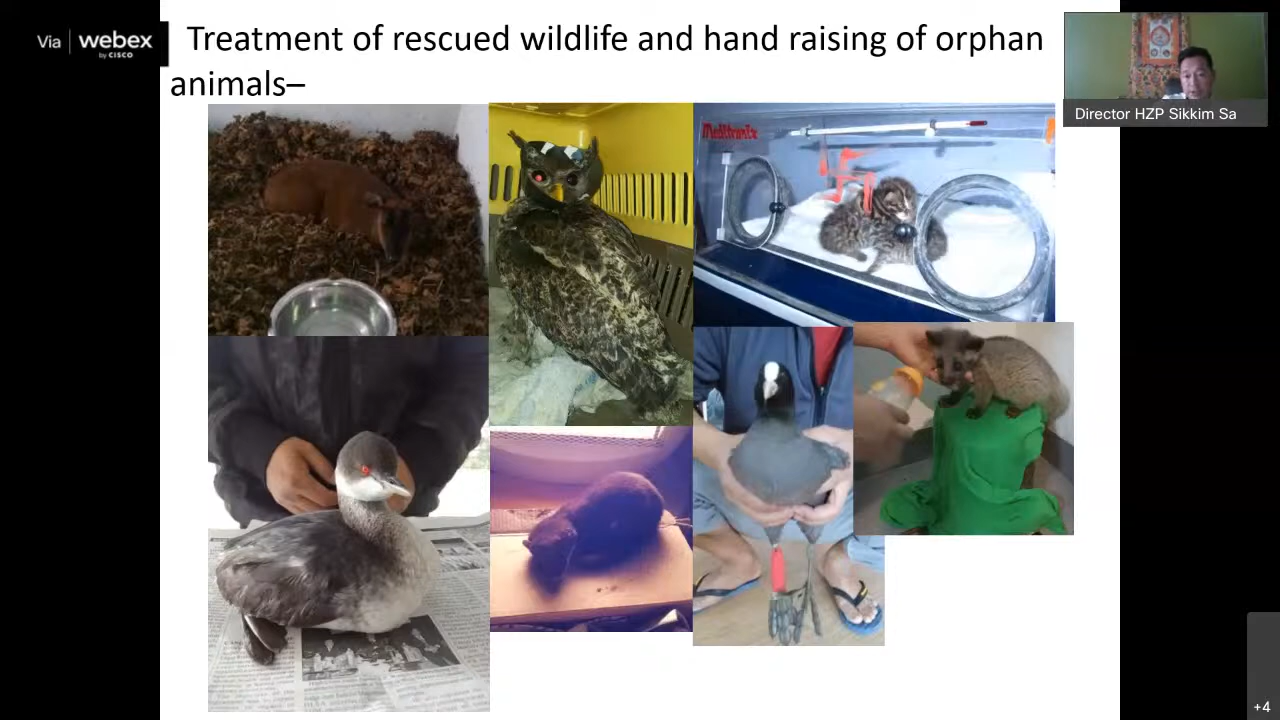 Via webex
by CISCO
Treatment of rescued wildlife and hand raising of orphan
animals–
Director HZP Sikkim Sa
Meditronix
+4